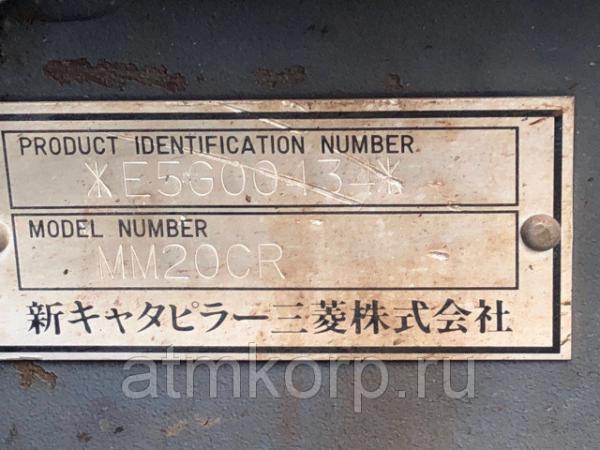 PRODUCT IDENTIFICATION NUMBER
*E5G00434*
MODEL NUMBER
MM20CR
新キャタピラー三菱株式会社
atmkorp.ru